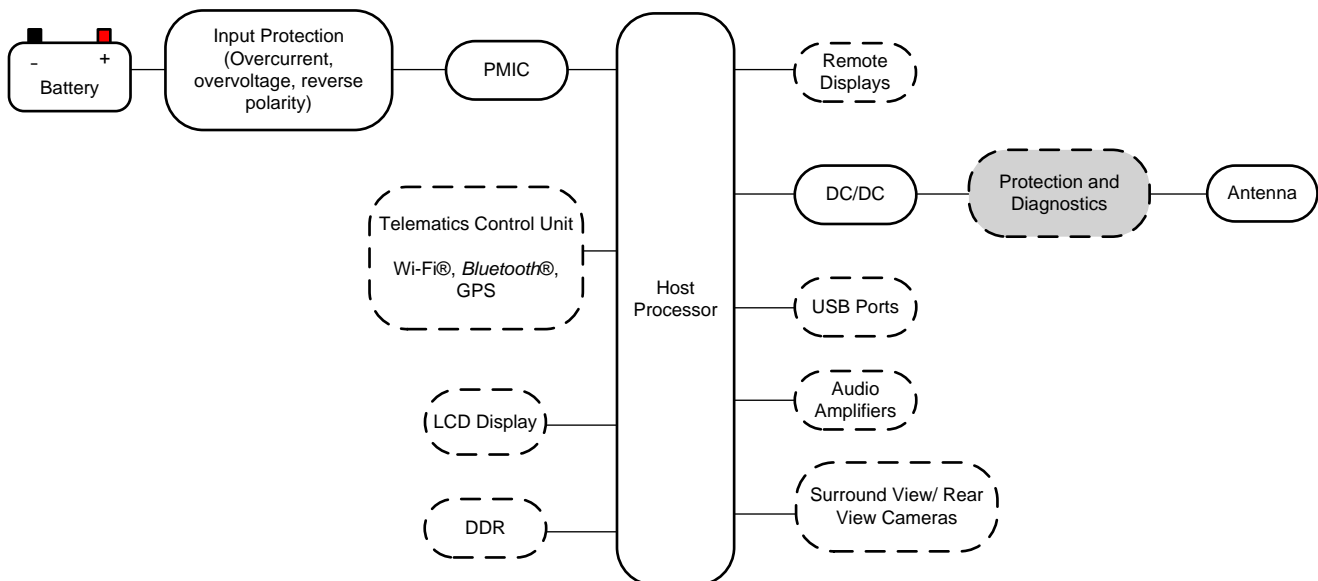 - +
Battery
Input Protection
(Overcurrent,
overvoltage, reverse
polarity)
PMIC
Telematics Control Unit
Wi-Fi®, Bluetooth®,
GPS
LCD Display
DDR
Host
Processor
Remote
Displays
DC/DC
Protection and
Diagnostics
Antenna
USB Ports
Audio
Amplifiers
Surround View/ Rear
View Cameras